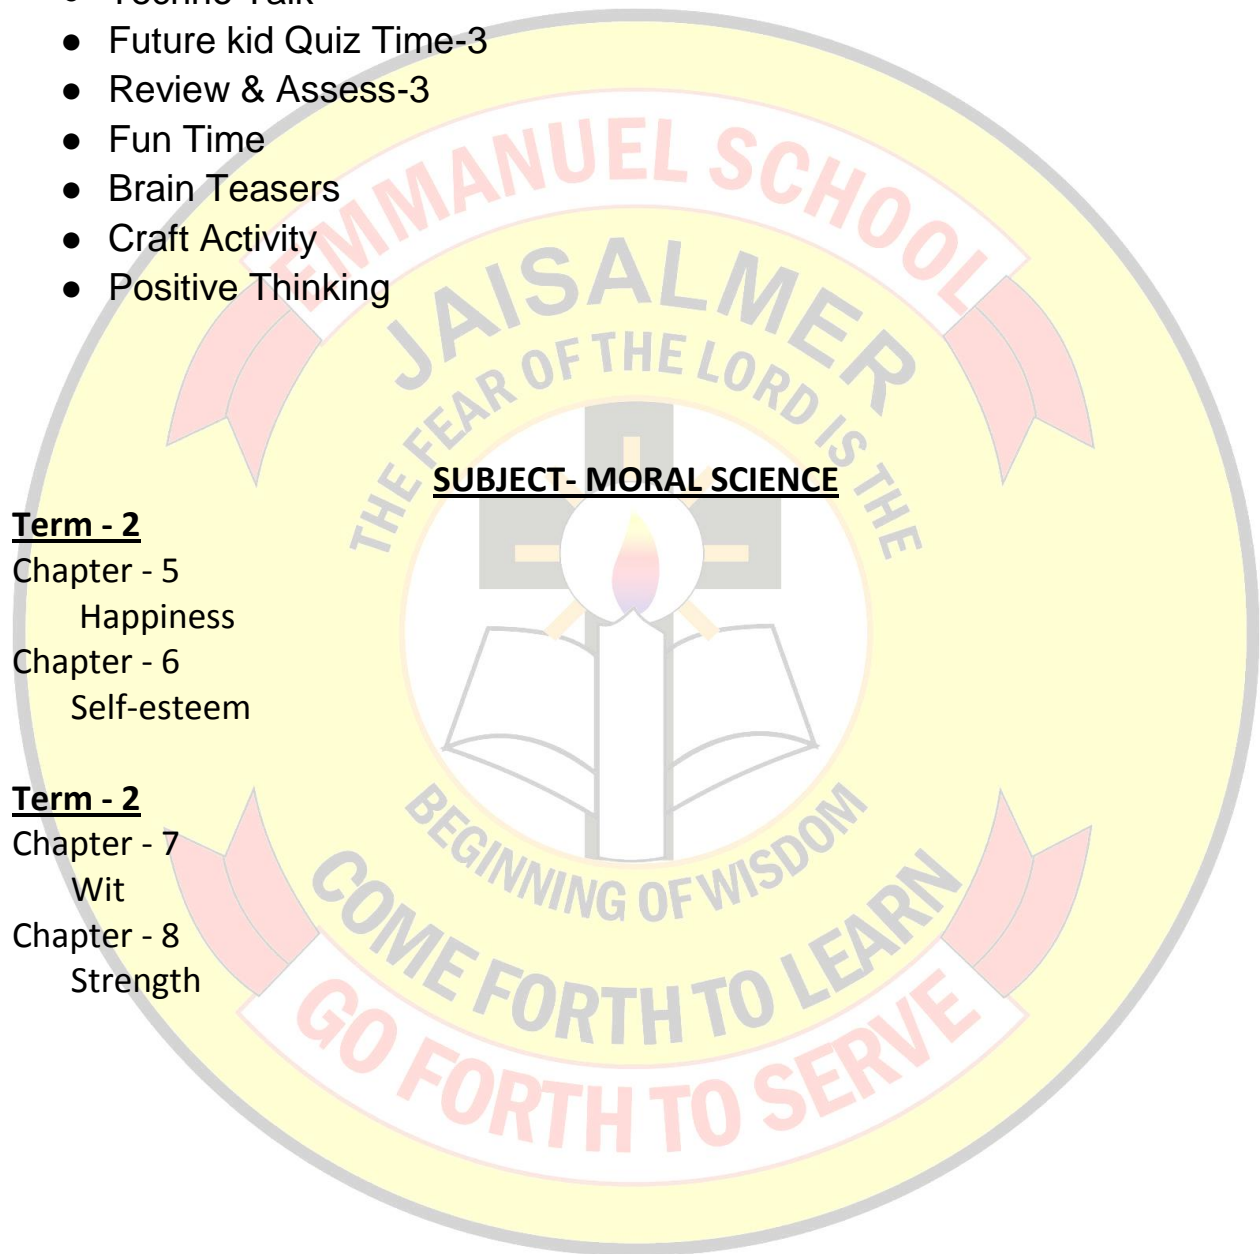 ● Techno Talk
● Future kid Quiz Time-3
● Review & Assess-3
● Fun Time
● Brain Teasers
● Craft Activity
● Positive Thinking
EMMANUEL SCHOOL
JAISALMER
THE FEAR OF THE LORD IS THE
SUBJECT- MORAL SCIENCE
Term - 2
Chapter - 5
Happiness
Chapter - 6
Self-esteem
Term - 2
Chapter - 7
Wit
Chapter - 8
Strength
BEGINNING OF WISDOM
COME FORTH TO LEARN
GO FORTH TO SERVE